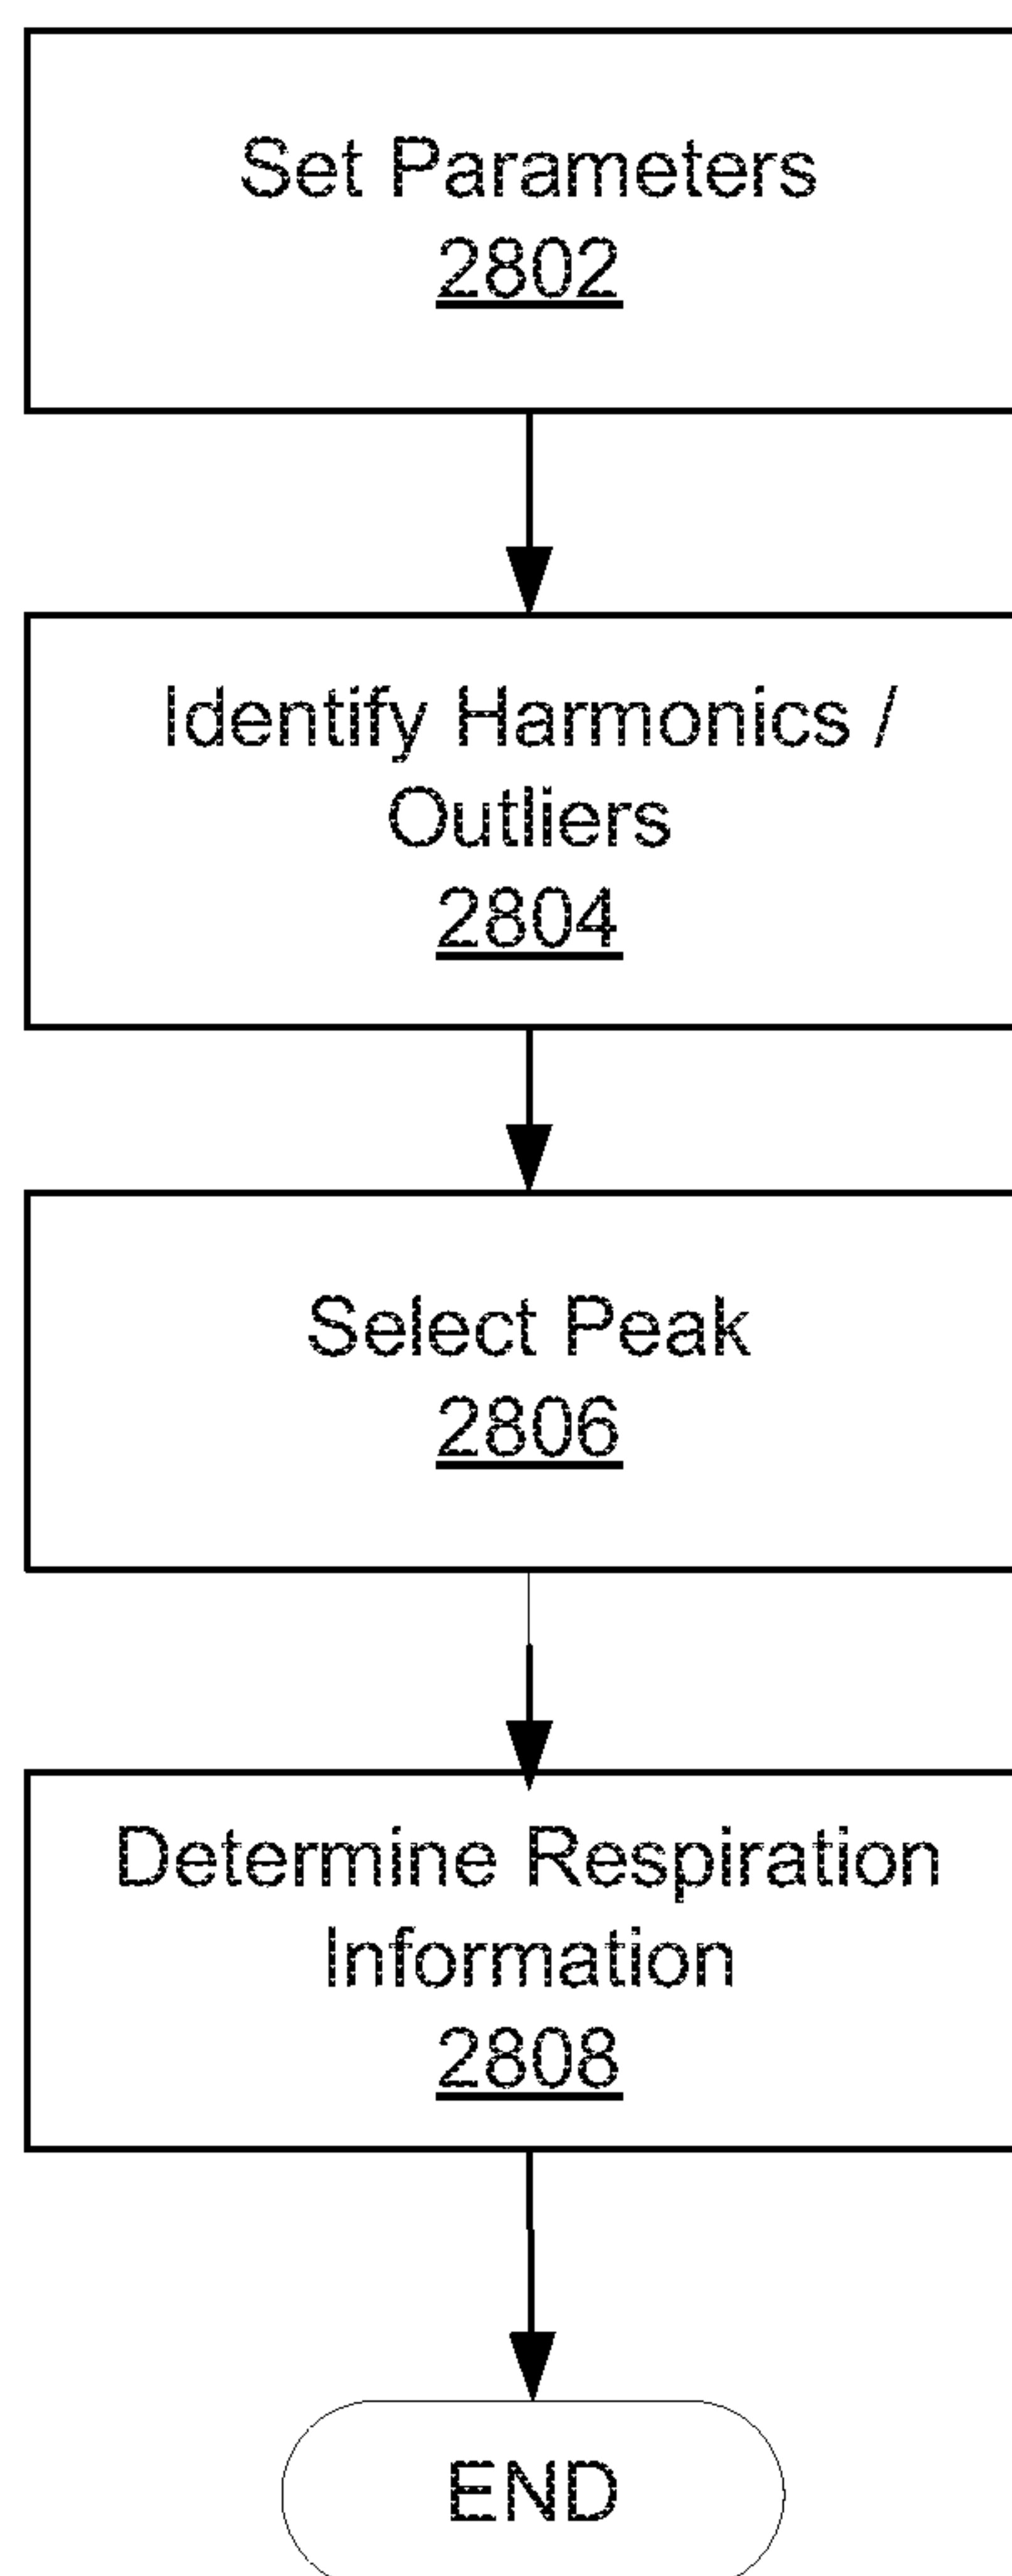 Set Parameters
2802
Identify Harmonics /
Outliers
2804
Select Peak
2806
Determine Respiration
Information
2808
END